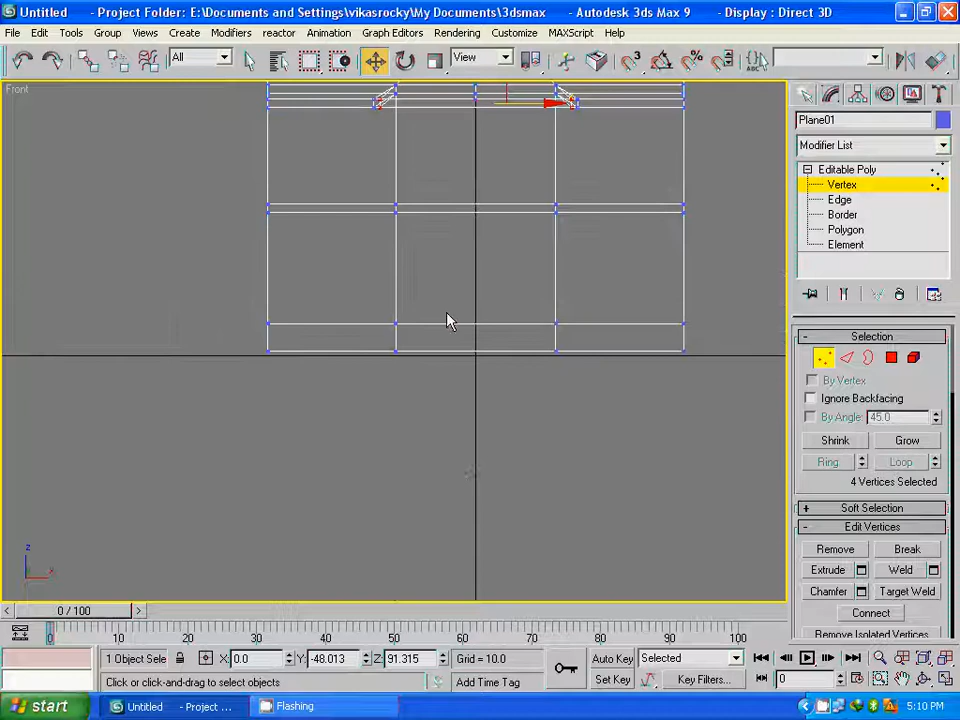 Untitled - Project Folder: E:\Documents and Settings\vikasrocky\My Documents\3dsmax - Autodesk 3ds Max 9 - Display : Direct 3D
File Edit Tools Group Views Create Modifiers reactor Animation Graph Editors Rendering Customize MAXScript Help
All View
Front
Plane01
Modifier List
Editable Poly
Vertex
Edge
Border
Polygon
Element
Selection
By Vertex
Ignore Backfacing
By Angle: 45.0
Shrink Grow
Ring Loop
4 Vertices Selected
Soft Selection
Edit Vertices
Remove Break
Extrude Weld
Chamfer Target Weld
Connect
Remove Isolated Vertices
z
x
0 / 100
0 10 20 30 40 50 60 70 80 90 100
1 Object Sele X: 0.0 Y: -48.013 Z: 91.315 Grid = 10.0 Auto Key Selected
Click or click-and-drag to select objects Add Time Tag Set Key Key Filters... 0
start Untitled - Project ... Flashing 5:10 PM